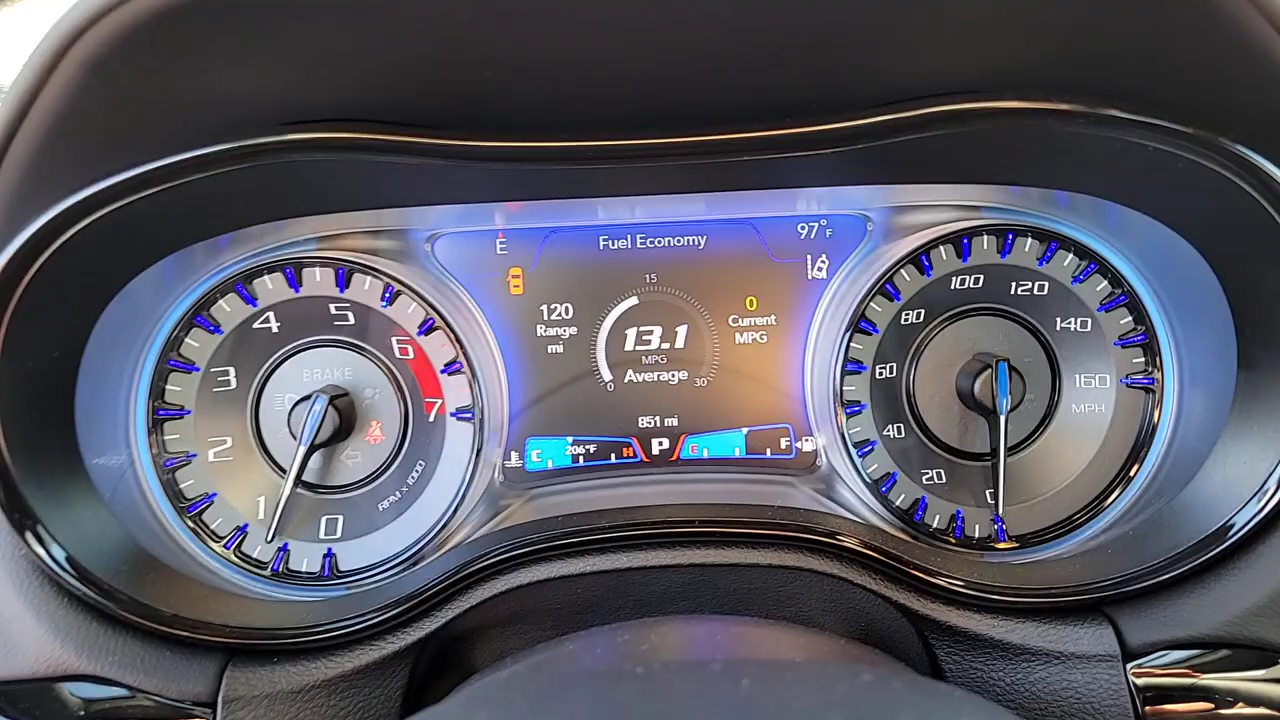 BRAKE
0
1
2
3
4
5
6
7
RPM x 1000
E
Fuel Economy
97°F
120
Range
mi
15
13.1
MPG
Average
0
30
0
Current
MPG
851 mi
C
206°F
H
P
E
F
0
20
40
60
80
100
120
140
160
MPH